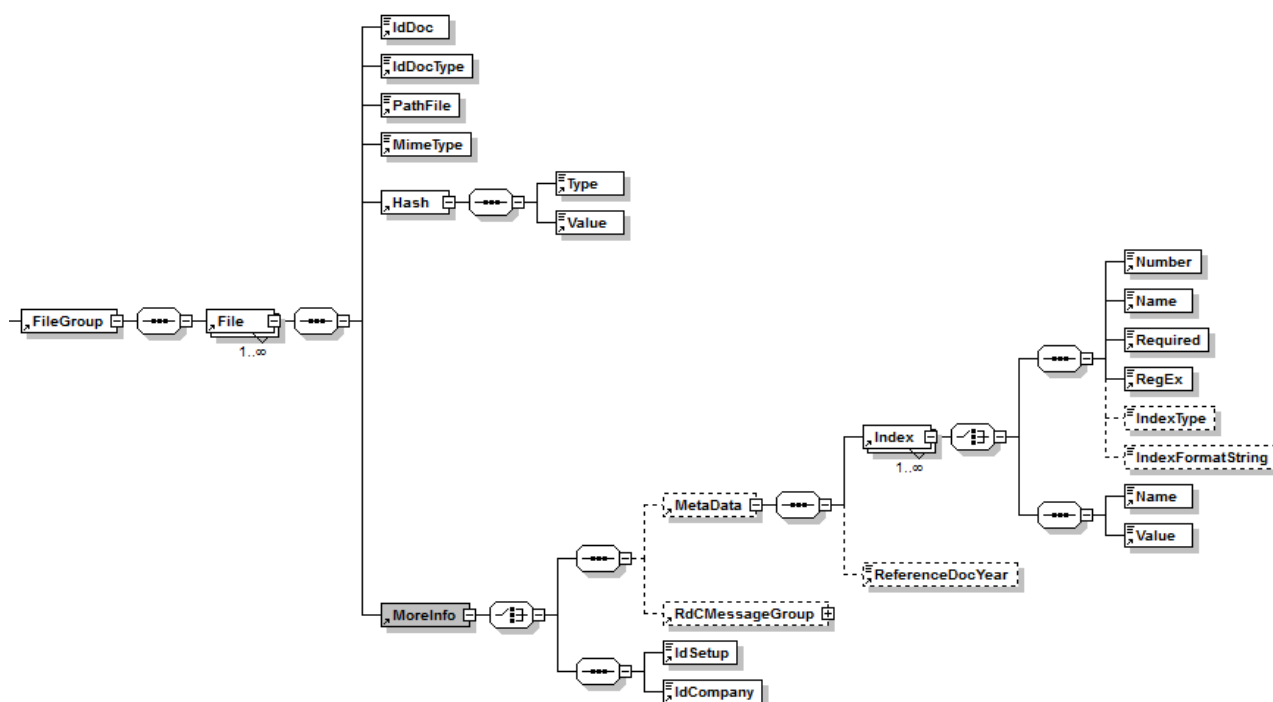 IdDoc
IdDocType
PathFile
MimeType
Hash
Type
Value
FileGroup
File
1..∞
Number
Name
Required
RegEx
IndexType
IndexFormatString
Index
1..∞
Name
Value
MetaData
ReferenceDocYear
MoreInfo
RdCMessageGroup
IdSetup
IdCompany